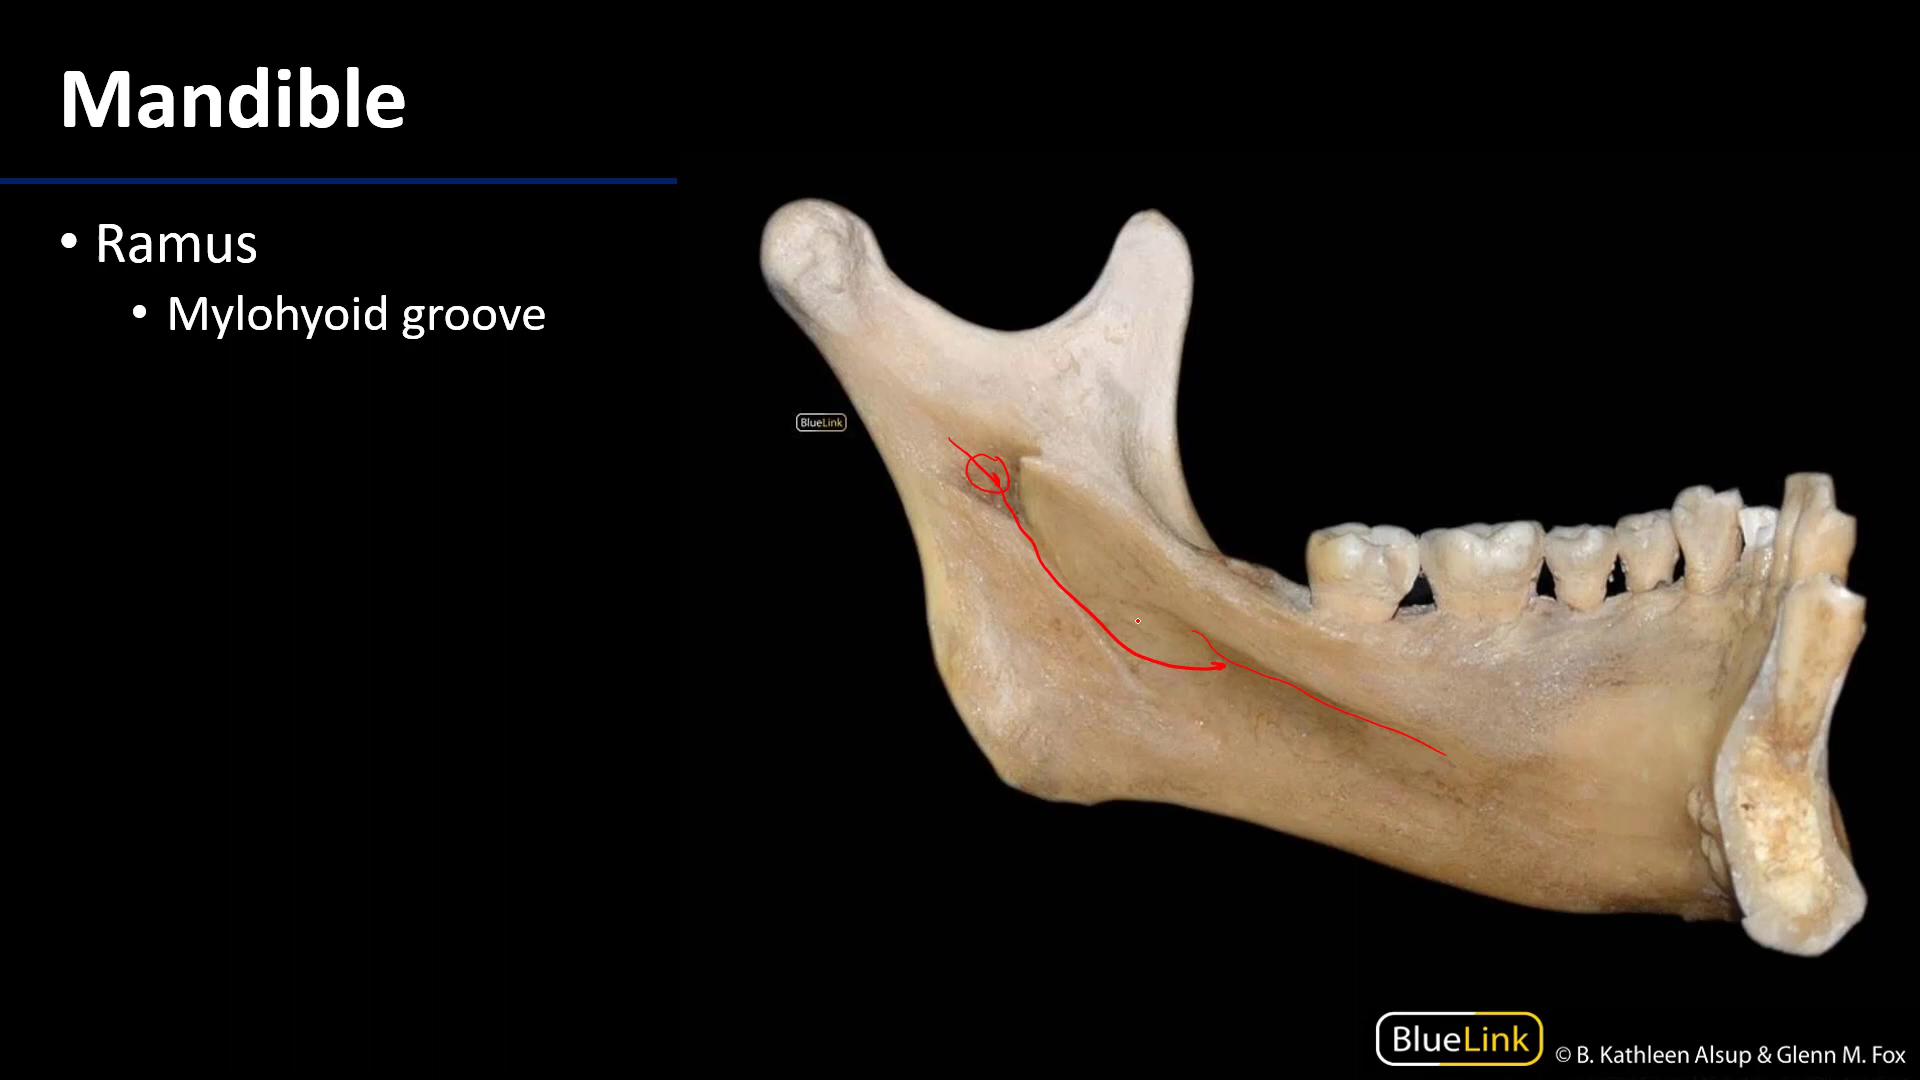 Mandible
• Ramus
• Mylohyoid groove
BlueLink
BlueLink
© B. Kathleen Alsup & Glenn M. Fox